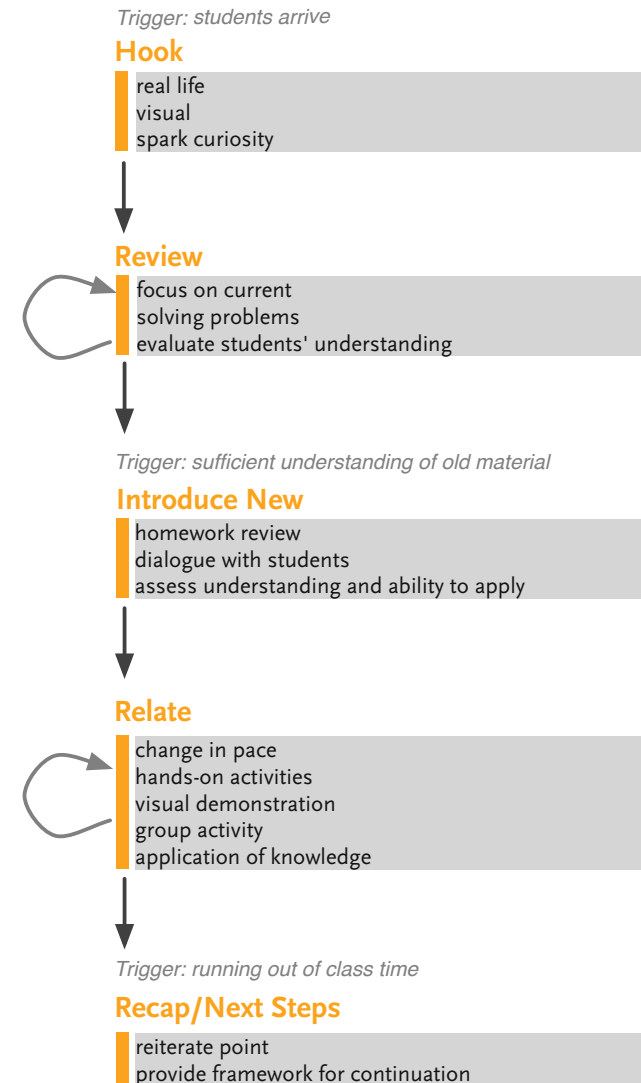 Trigger: students arrive
Hook
real life
visual
spark curiosity
Review
focus on current
solving problems
evaluate students' understanding
Trigger: sufficient understanding of old material
Introduce New
homework review
dialogue with students
assess understanding and ability to apply
Relate
change in pace
hands-on activities
visual demonstration
group activity
application of knowledge
Trigger: running out of class time
Recap/Next Steps
reiterate point
provide framework for continuation